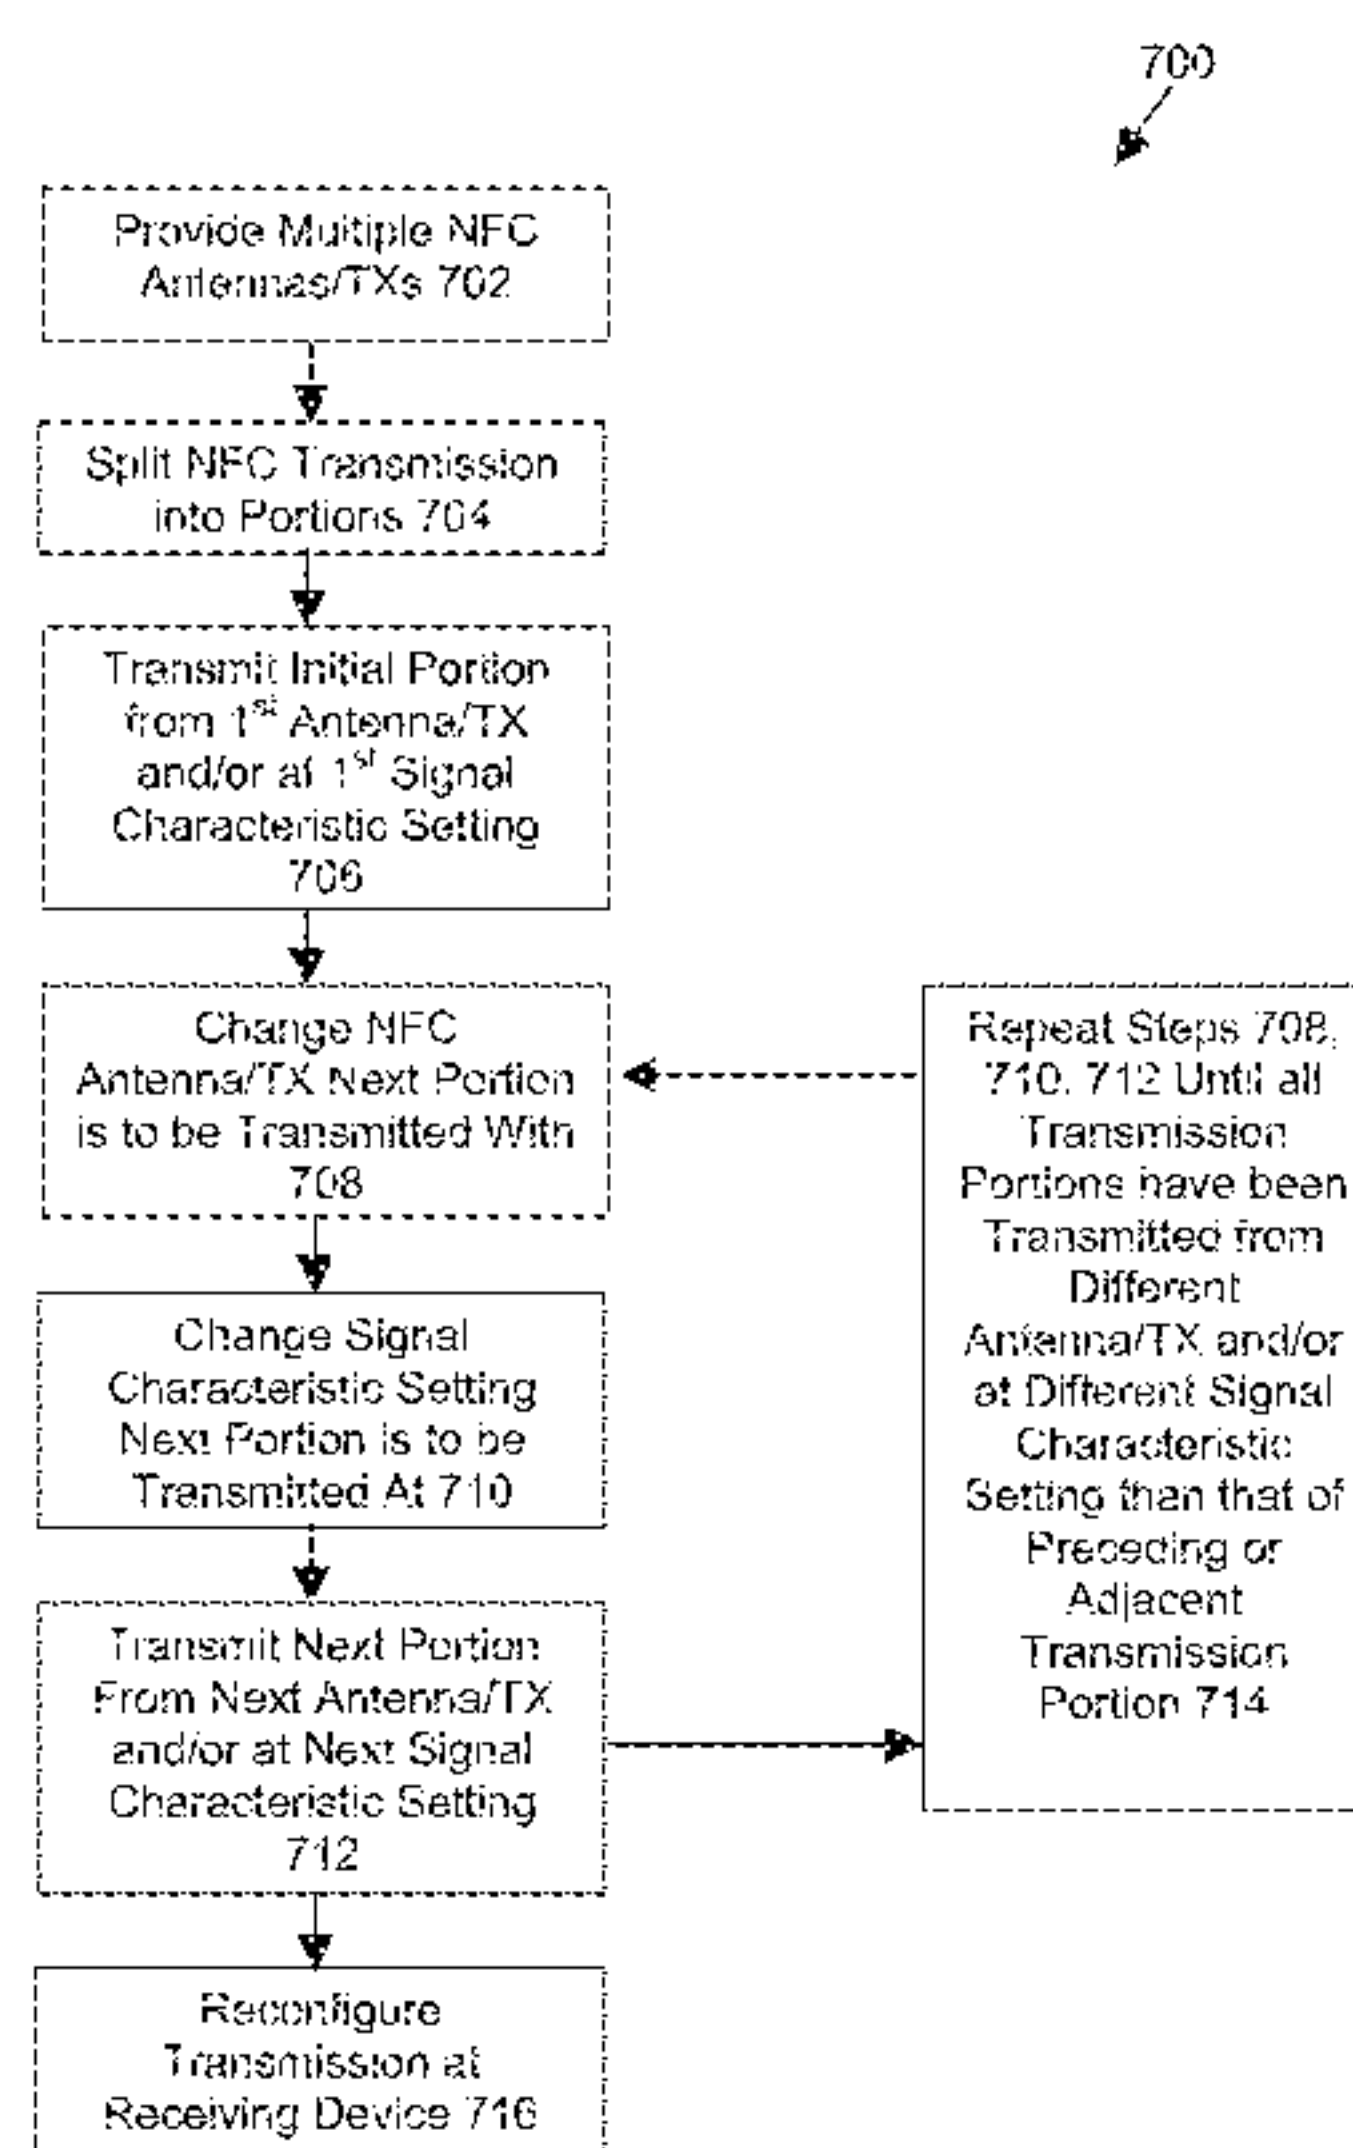 700
Provide Multiple NFC
Antennas/TXs 702
Split NFC Transmission
into Portions 704
Transmit Initial Portion
from 1st Antenna/TX
and/or at 1st Signal
Characteristic Setting
706
Change NFC
Antenna/TX Next Portion
is to be Transmitted With
708
Change Signal
Characteristic Setting
Next Portion is to be
Transmitted At 710
Transmit Next Portion
From Next Antenna/TX
and/or at Next Signal
Characteristic Setting
712
Reconfigure
Transmission at
Receiving Device 716
Repeat Steps 708,
710, 712 Until all
Transmission
Portions have been
Transmitted from
Different
Antenna/TX and/or
at Different Signal
Characteristic
Setting than that of
Preceding or
Adjacent
Transmission
Portion 714